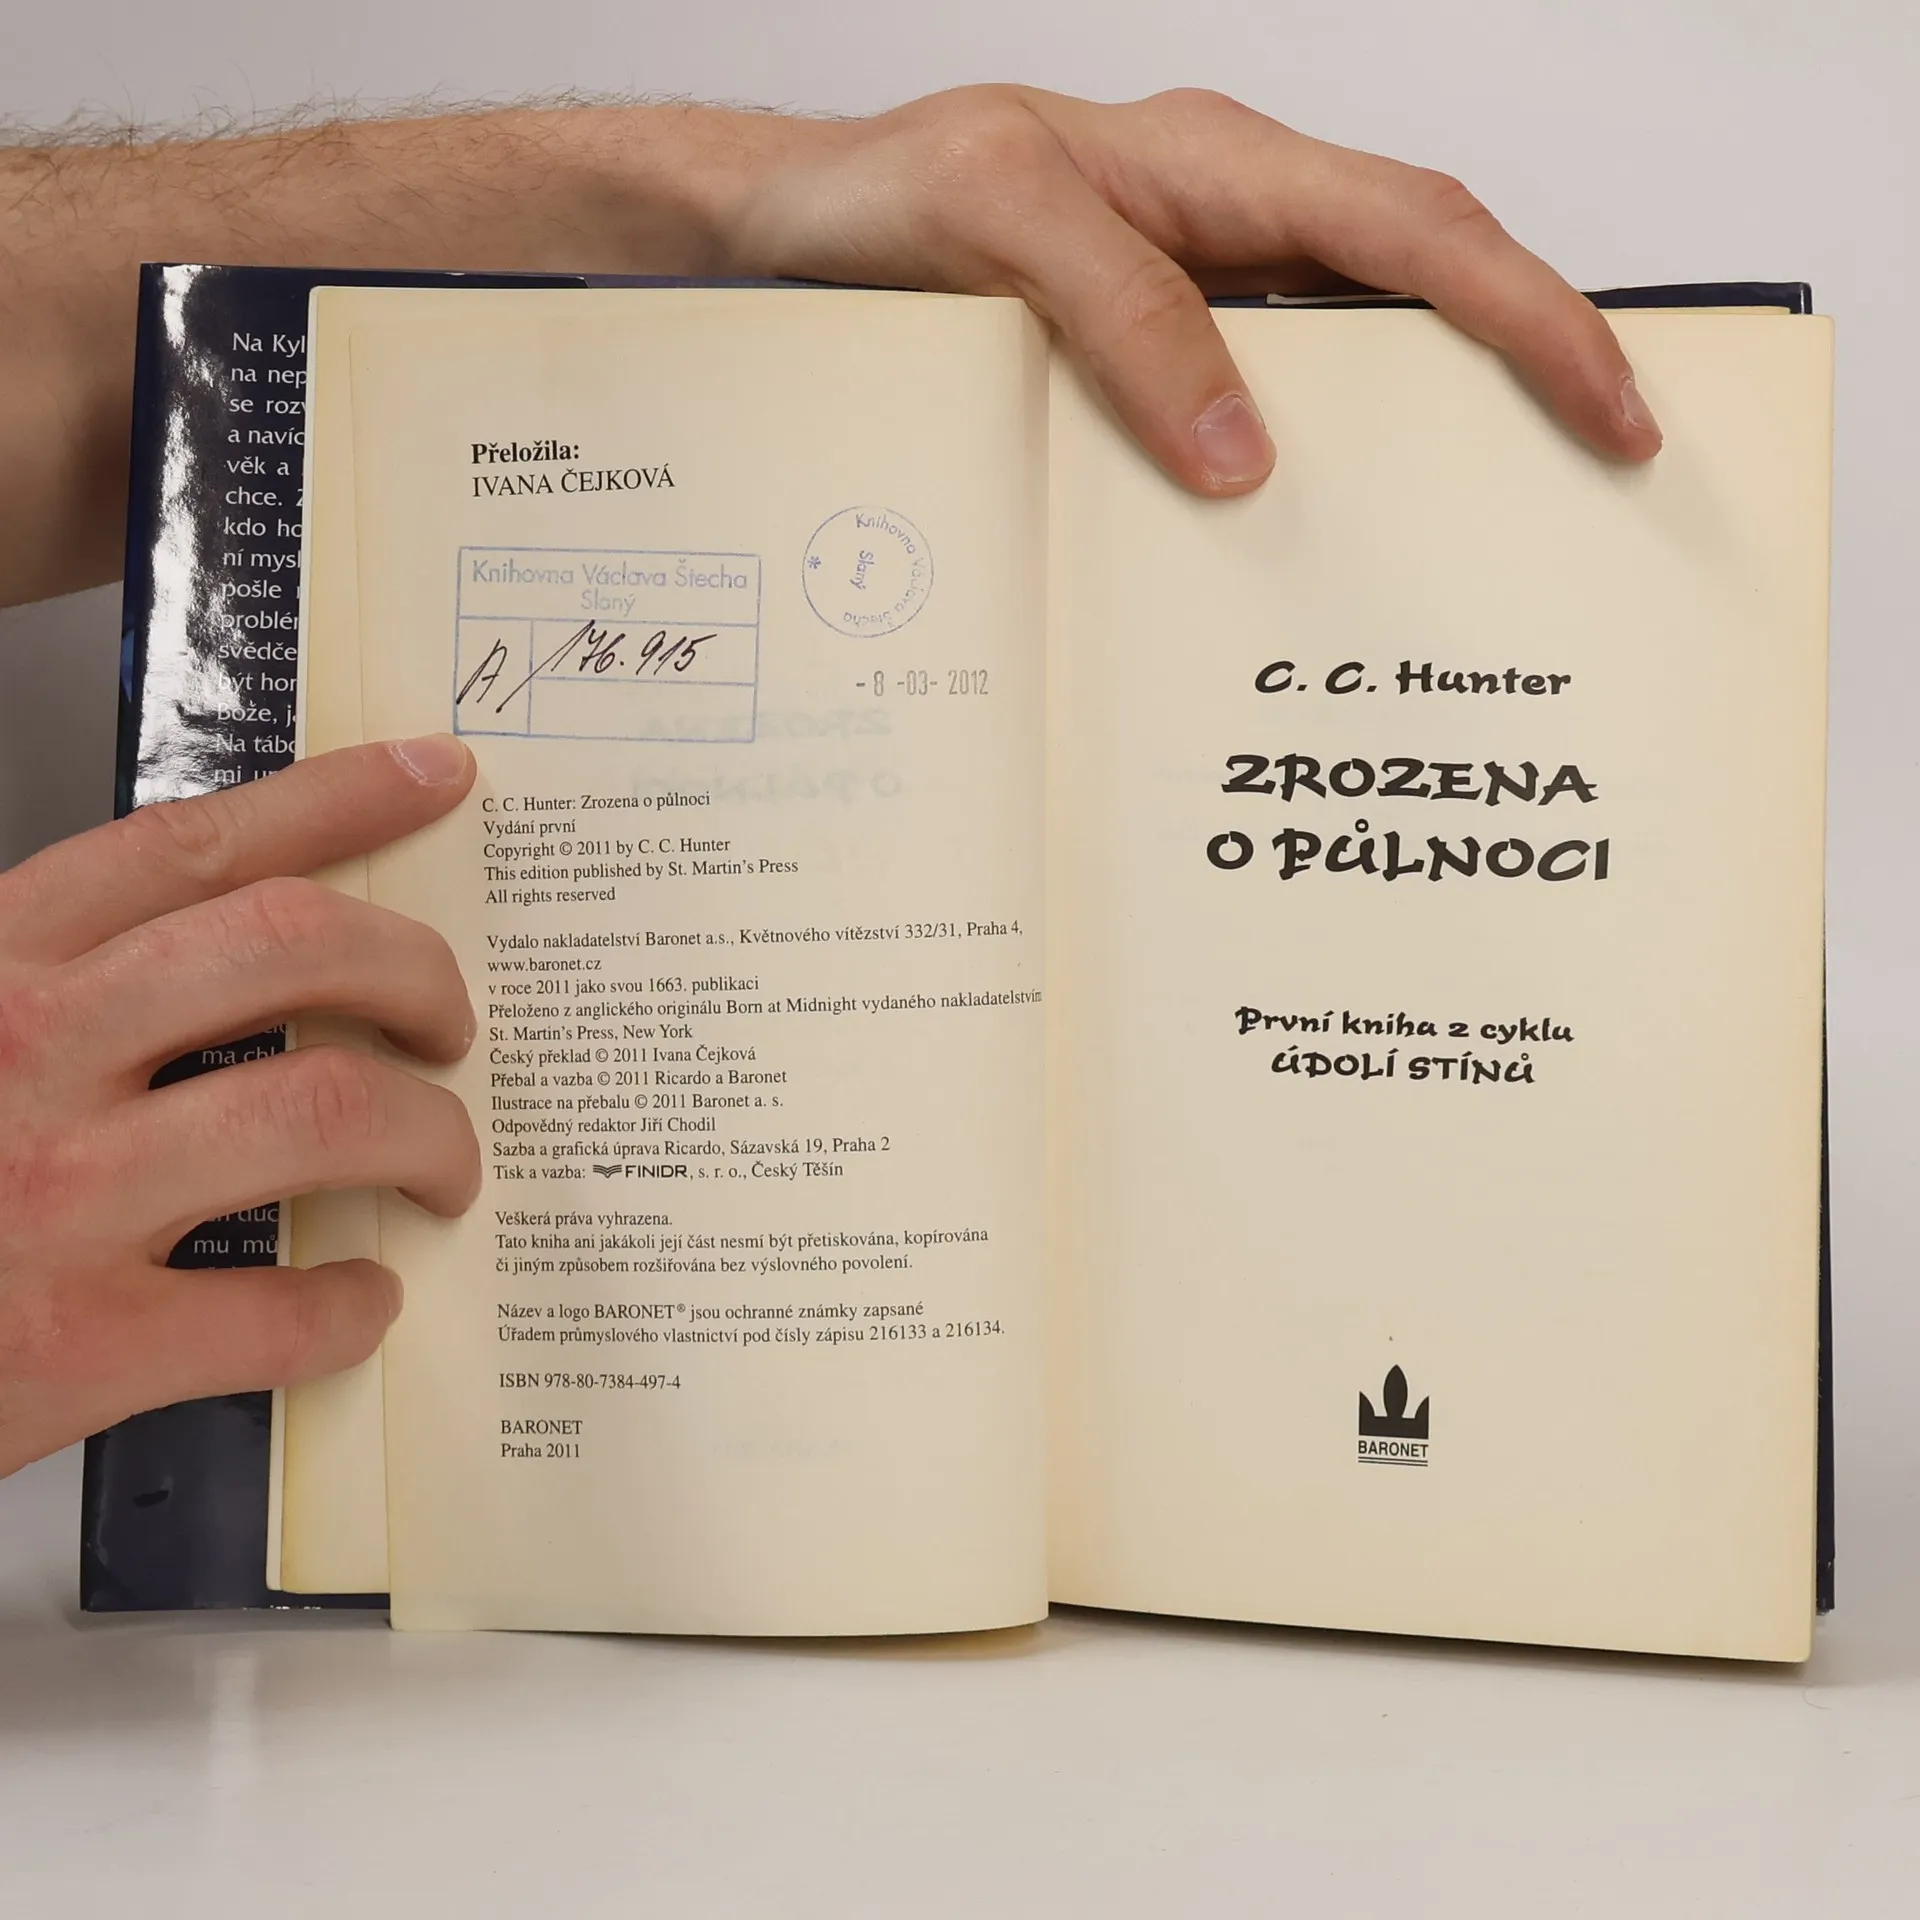 Na Kyl
na nep
se rozv
a navíc
věk a
chce. Z
kdo ho
ní mysl
pošle
problém
svědče
být hor
Bože, j
Na tábo
mi
ma chl
duc
mu mů
Přeložila:
IVANA ČEJKOVÁ
Knihovna Václava Štecha
Slaný
A 176.915
Knihovna Václava Štecha
Slaný
*
- 8 -03- 2012
C. C. Hunter: Zrozena o půlnoci
Vydání první
Copyright © 2011 by C. C. Hunter
This edition published by St. Martin’s Press
All rights reserved
Vydalo nakladatelství Baronet a.s., Květnového vítězství 332/31, Praha 4,
www.baronet.cz
v roce 2011 jako svou 1663. publikaci
Přeloženo z anglického originálu Born at Midnight vydaného nakladatelstvím
St. Martin’s Press, New York
Český překlad © 2011 Ivana Čejková
Přebal a vazba © 2011 Ricardo a Baronet
Ilustrace na přebalu © 2011 Baronet a. s.
Odpovědný redaktor Jiří Chodil
Sazba a grafická úprava Ricardo, Sázavská 19, Praha 2
Tisk a vazba: FINIDR, s. r. o., Český Těšín
Veškerá práva vyhrazena.
Tato kniha ani jakákoli její část nesmí být přetiskována, kopírována
či jiným způsobem rozšiřována bez výslovného povolení.
Název a logo BARONET® jsou ochranné známky zapsané
Úřadem průmyslového vlastnictví pod čísly zápisu 216133 a 216134.
ISBN 978-80-7384-497-4
BARONET
Praha 2011
C. C. Hunter
ZROZENA
O PŮLNOCI
První kniha z cyklu
ÚDOLÍ STÍNŮ
BARONET